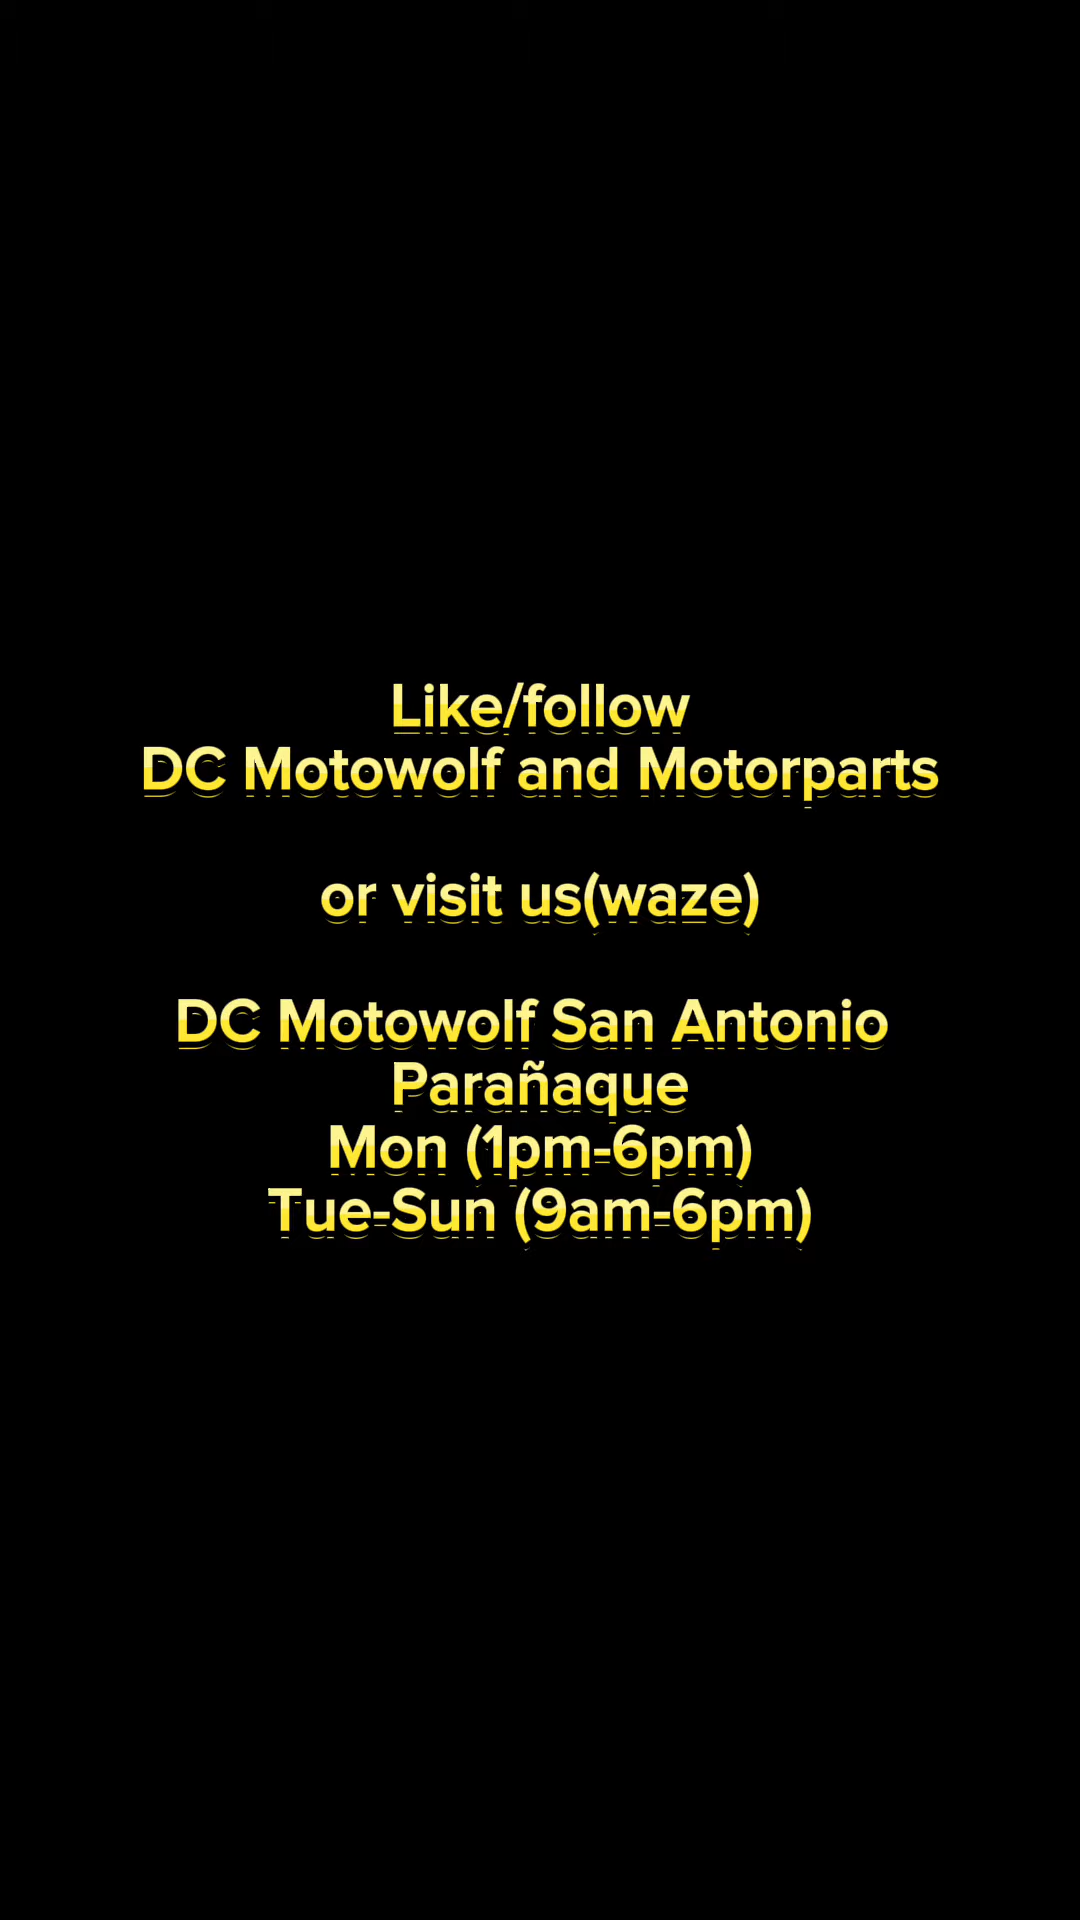 Like/follow
DC Motowolf and Motorparts
or visit us(waze)
DC Motowolf San Antonio
Parañaque
Mon (1pm-6pm)
Tue-Sun (9am-6pm)